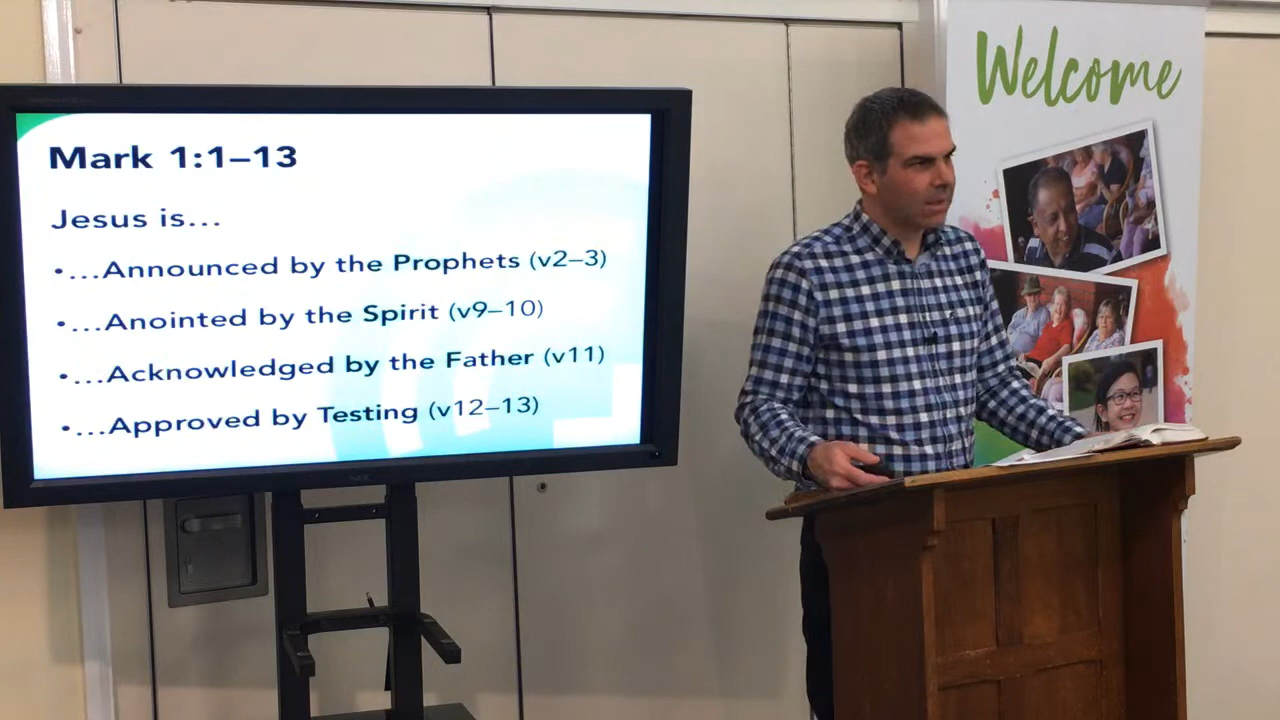 Mark 1:1–13
Jesus is...
•...Announced by the Prophets (v2–3)
•...Anointed by the Spirit (v9–10)
•...Acknowledged by the Father (v11)
•...Approved by Testing (v12–13)
NEC
Welcome